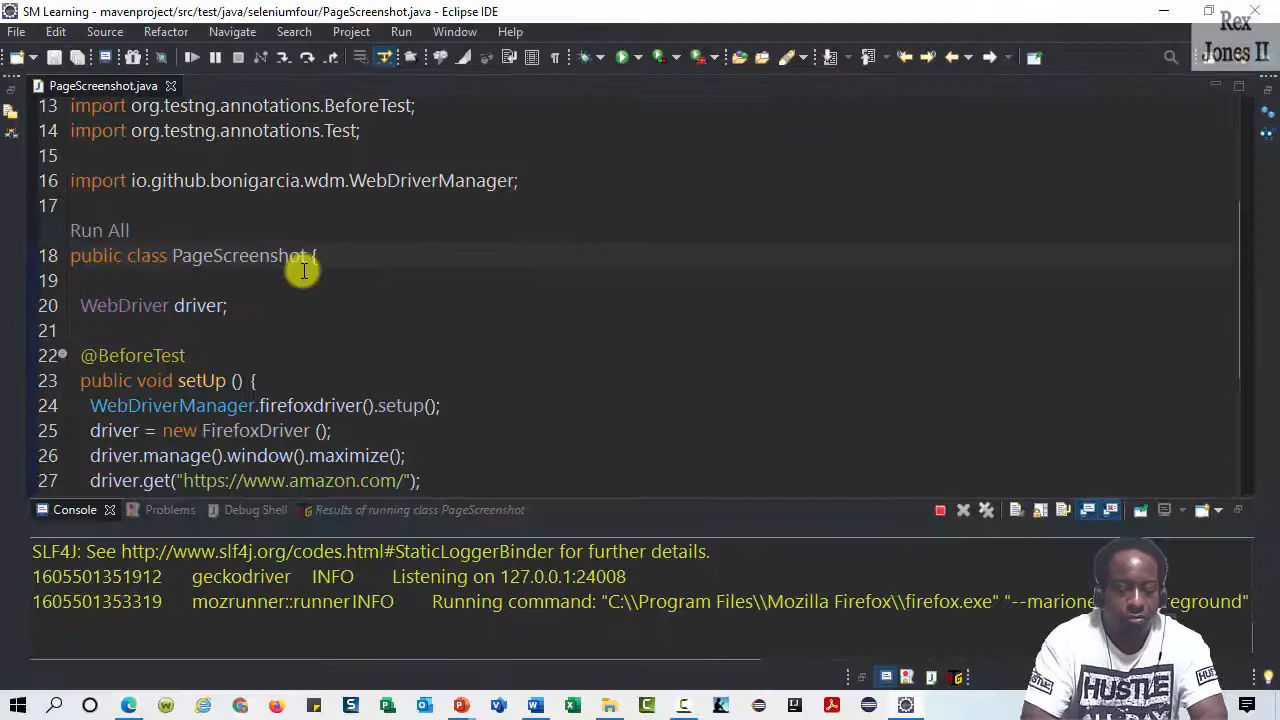 SM Learning - mavenproject/src/test/java/seleniumfour/PageScreenshot.java - Eclipse IDE
Rex
Jones II
File Edit Source Refactor Navigate Search Project Run Window Help
PageScreenshot.java
13 import org.testng.annotations.BeforeTest;
14 import org.testng.annotations.Test;
15
16 import io.github.bonigarcia.wdm.WebDriverManager;
17
Run All
18 public class PageScreenshot {
19
20 WebDriver driver;
21
22 @BeforeTest
23 public void setUp () {
24 WebDriverManager.firefoxdriver().setup();
25 driver = new FirefoxDriver ();
26 driver.manage().window().maximize();
27 driver.get("https://www.amazon.com/");
Console Problems Debug Shell Results of running class PageScreenshot
SLF4J: See http://www.slf4j.org/codes.html#StaticLoggerBinder for further details.
1605501351912 geckodriver INFO Listening on 127.0.0.1:24008
1605501353319 mozrunner::runner INFO Running command: "C:\\Program Files\\Mozilla Firefox\\firefox.exe" "--marione reground"
HUSTLE